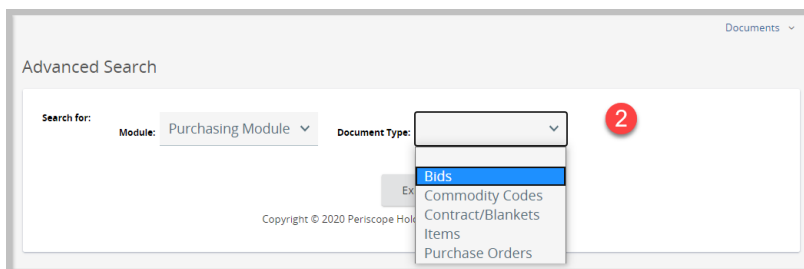 Documents
Advanced Search
Search for:
Module: Purchasing Module Document Type:
2
Bids
Commodity Codes
Contract/Blankets
Items
Purchase Orders
Ex
Copyright © 2020 Periscope Hol